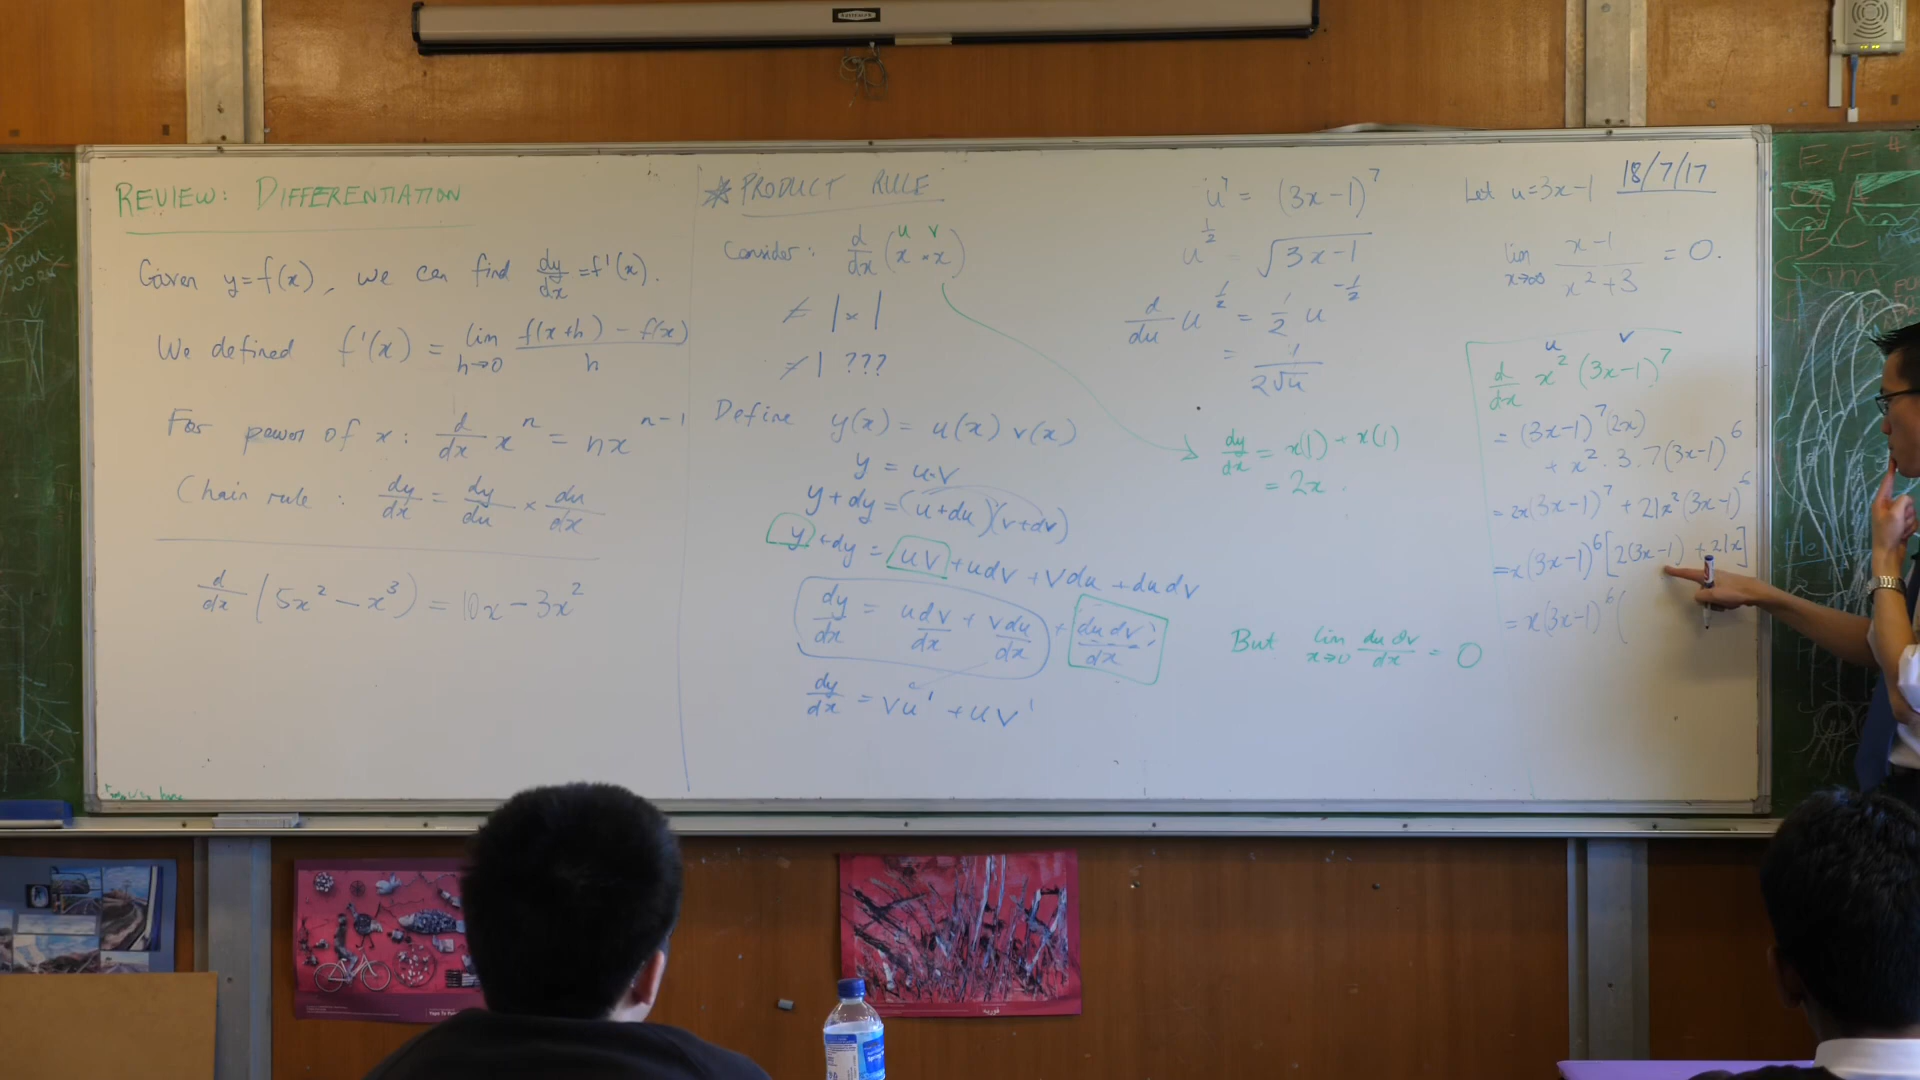 REVIEW: DIFFERENTIATION
Given y=f(x), we can find dy/dx = f'(x).
We defined f'(x) = lim h→0 (f(x+h) - f(x))/h
For power of x: d/dx x^n = nx^(n-1)
Chain rule: dy/dx = dy/du × du/dx
d/dx (5x² - x³) = 10x - 3x²
* PRODUCT RULE
u v
Consider: d/dx (x · x)
≠ 1 × 1
≠ 1 ???
Define y(x) = u(x) v(x)
y = u·v
y + dy = (u+du)(v+dv)
y + dy = uv + udv + vdu + dudv
dy/dx = udv/dx + vdu/dx + dudv/dx
dy/dx = vu' + uv'
u⁷ = (3x-1)⁷
u^(1/2) = √(3x-1)
d/du u^(1/2) = 1/2 u^(-1/2)
= 1/(2√u)
dy/dx = x(1) + x(1)
= 2x
But lim x→0 du dv/dx = 0
Let u=3x-1
18/7/17
lim x→∞ (x-1)/(x²+3) = 0.
u v
d/dx x² (3x-1)⁷
= (3x-1)⁷(2x)
+ x² · 3 · 7(3x-1)⁶
= 2x(3x-1)⁷ + 21x²(3x-1)⁶
= x(3x-1)⁶[2(3x-1) + 21x]
= x(3x-1)⁶(